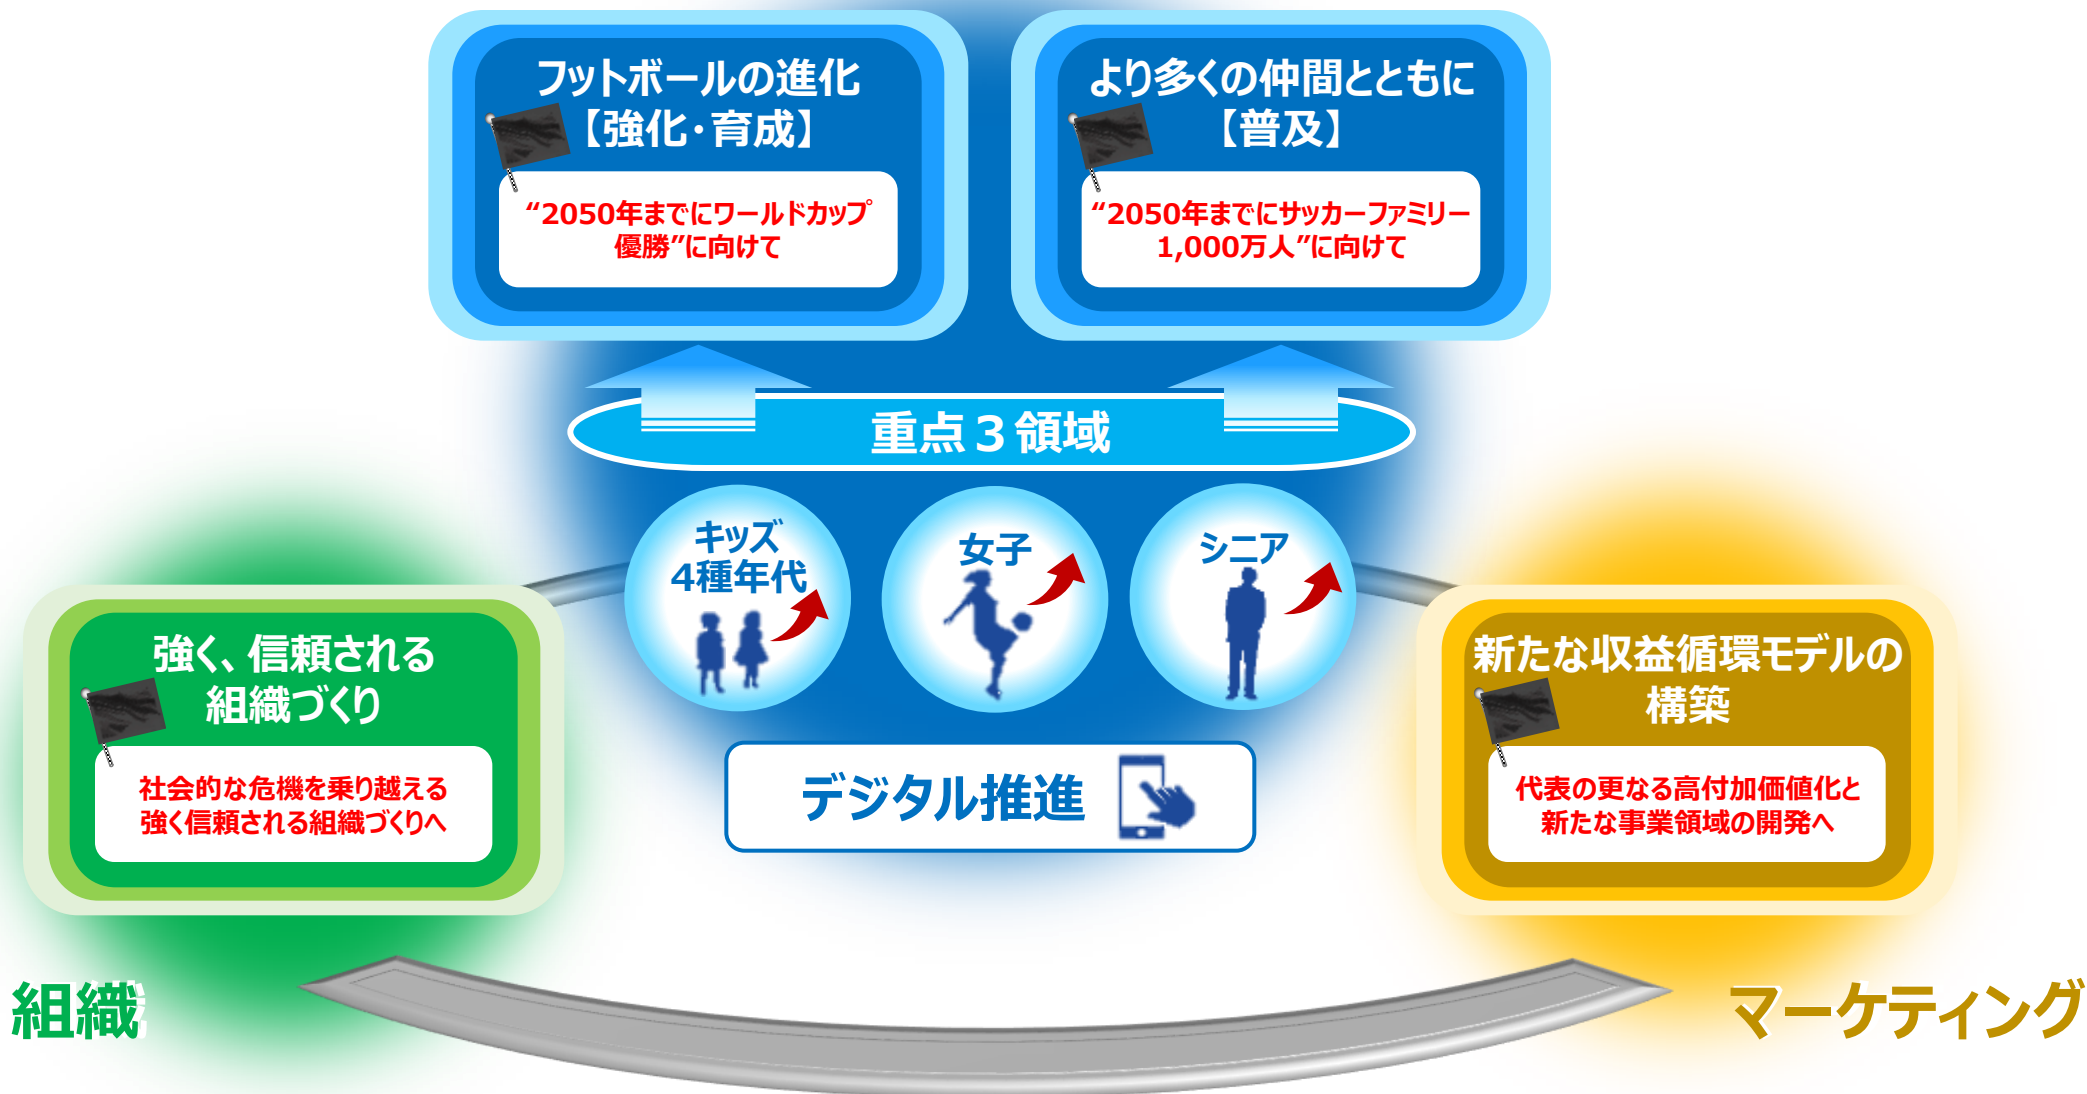 フットボールの進化
【強化・育成】
“2050年までにワールドカップ
優勝”に向けて
より多くの仲間とともに
【普及】
“2050年までにサッカーファミリー
1,000万人”に向けて
重点３領域
キッズ
4種年代
女子
シニア
デジタル推進
強く、信頼される
組織づくり
社会的な危機を乗り越える
強く信頼される組織づくりへ
新たな収益循環モデルの
構築
代表の更なる高付加価値化と
新たな事業領域の開発へ
組織
マーケティング